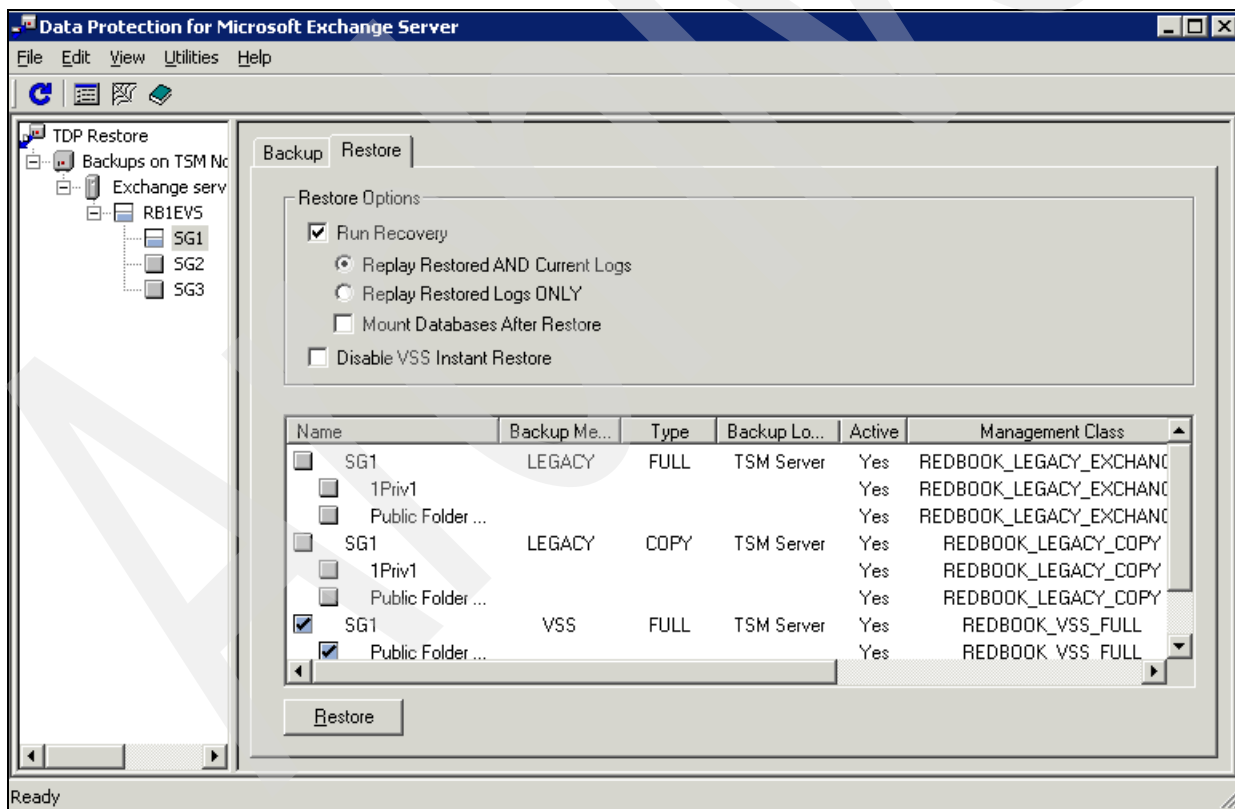 Data Protection for Microsoft Exchange Server
File Edit View Utilities Help
TDP Restore
Backups on TSM No
Exchange serv
RB1EVS
SG1
SG2
SG3
Backup Restore
Restore Options
Run Recovery
Replay Restored AND Current Logs
Replay Restored Logs ONLY
Mount Databases After Restore
Disable VSS Instant Restore
Name Backup Me... Type Backup Lo... Active Management Class
SG1 LEGACY FULL TSM Server Yes REDBOOK_LEGACY_EXCHANG
1Priv1 Yes REDBOOK_LEGACY_EXCHANG
Public Folder ... Yes REDBOOK_LEGACY_EXCHANG
SG1 LEGACY COPY TSM Server Yes REDBOOK_LEGACY_COPY
1Priv1 Yes REDBOOK_LEGACY_COPY
Public Folder ... Yes REDBOOK_LEGACY_COPY
SG1 VSS FULL TSM Server Yes REDBOOK_VSS_FULL
Public Folder ... Yes REDBOOK_VSS_FULL
Restore
Ready